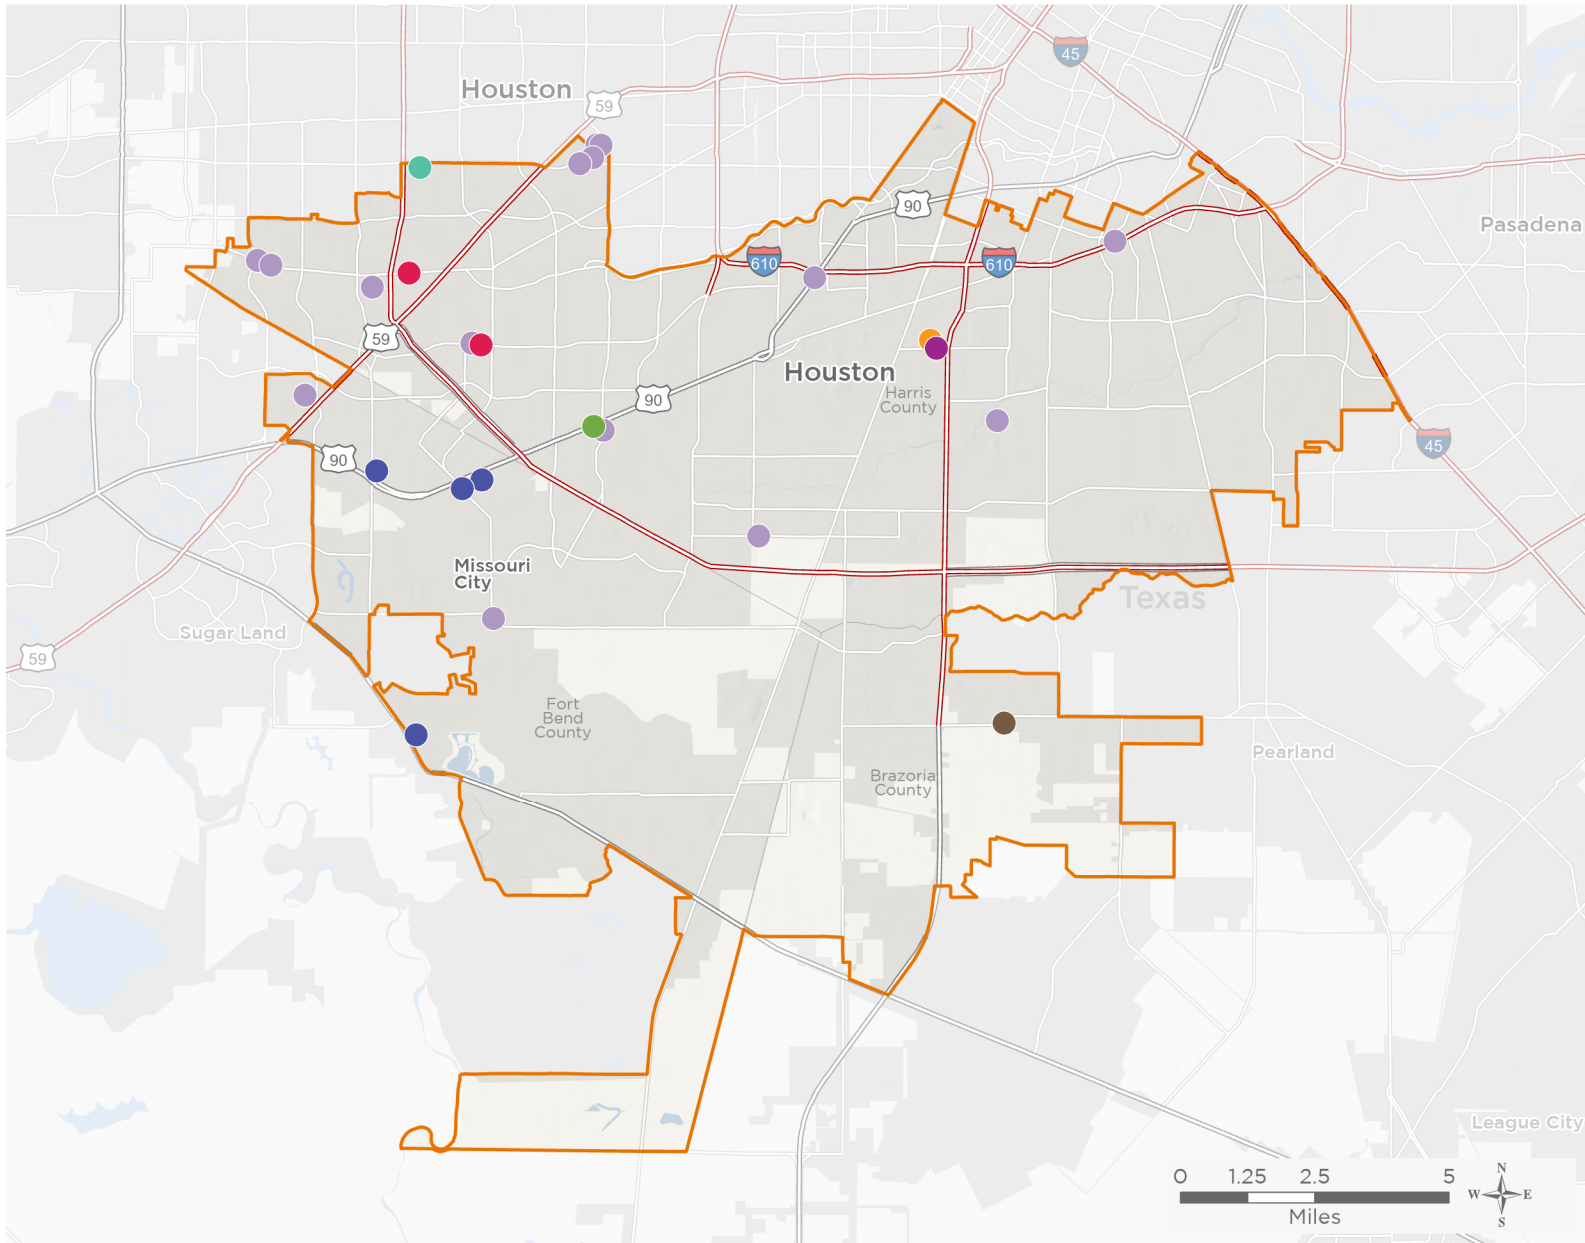 45
Houston
59
90
Pasadena
610
610
59
Houston
Harris
County
90
45
90
Missouri
City
Texas
Sugar Land
59
Fort
Bend
County
Pearland
Brazoria
County
League City
0 1.25 2.5 5
Miles
N
W E
S